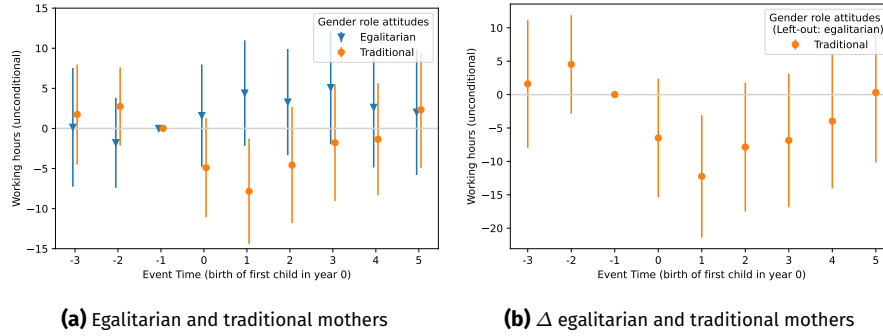 Gender role attitudes
Egalitarian
Traditional
Working hours (unconditional)
15
10
5
0
−5
−10
−15
-3 -2 -1 0 1 2 3 4 5
Event Time (birth of first child in year 0)
(a) Egalitarian and traditional mothers
Gender role attitudes
(Left-out: egalitarian)
Traditional
Working hours (unconditional)
10
5
0
−5
−10
−15
−20
-3 -2 -1 0 1 2 3 4 5
Event Time (birth of first child in year 0)
(b) Δ egalitarian and traditional mothers